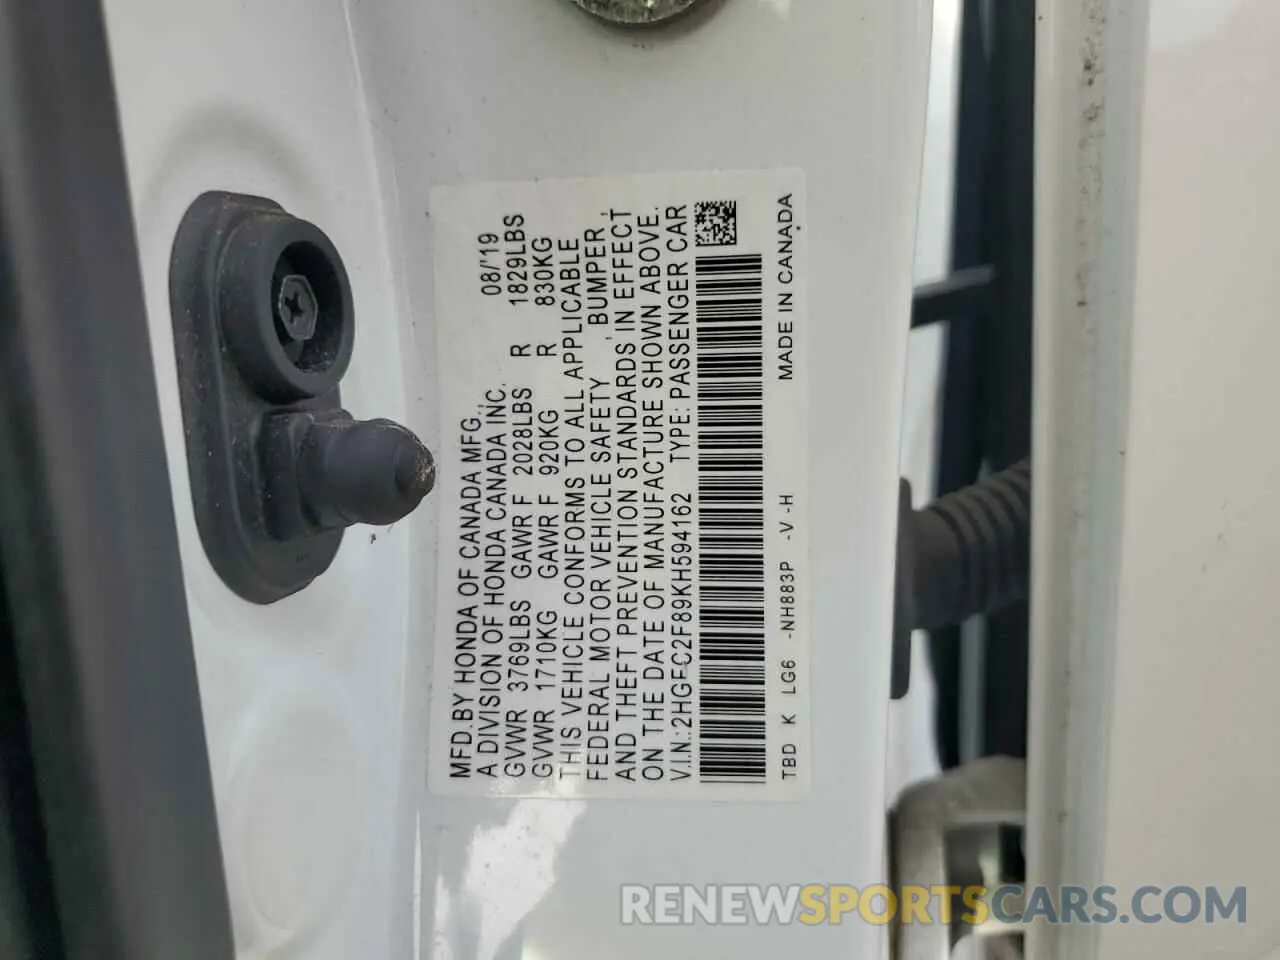 MFD.BY HONDA OF CANADA MFG., 08/'19
A DIVISION OF HONDA CANADA INC.
GVWR 3769LBS GAWR F 2028LBS R 1829LBS
GVWR 1710KG GAWR F 920KG R 830KG
THIS VEHICLE CONFORMS TO ALL APPLICABLE
FEDERAL MOTOR VEHICLE SAFETY , BUMPER ,
AND THEFT PREVENTION STANDARDS IN EFFECT
ON THE DATE OF MANUFACTURE SHOWN ABOVE.
V.I.N.:2HGFC2F89KH594162 TYPE: PASSENGER CAR
TBD K LG6 -NH883P -V -H MADE IN CANADA
RENEWSPORTSCARS.COM